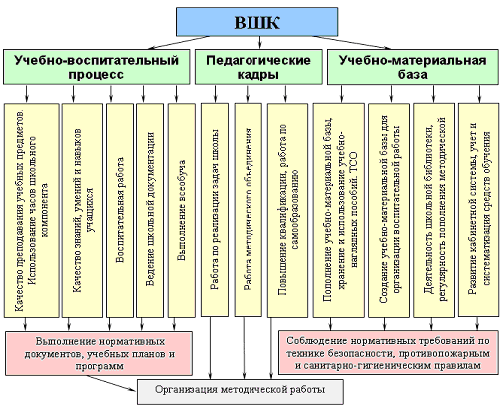 ВШК
Учебно-воспитательный
процесс
Педагогические
кадры
Учебно-материальная
база
Качество преподавания учебных предметов.
Использование часов школьного
компонента
Качество знаний, умений и навыков
учащихся
Воспитательная работа
Ведение школьной документации
Выполнение всеобуча
Работа по реализации задач школы
Работа методического объединения
Повышение квалификации, работа по
самообразованию
Пополнение учебно-материальной базы,
хранение и использование учебно-
наглядных пособий, ТСО
Создание учебно-материальной базы для
организации воспитательной работы
Деятельность школьной библиотеки,
регулярность пополнения методической
Развитие кабинетной системы, учет и
систематизация средств обучения
Выполнение нормативных
документов, учебных планов и
программ
Соблюдение нормативных требований по
технике безопасности, противопожарным
и санитарно-гигиеническим правилам
Организация методической работы